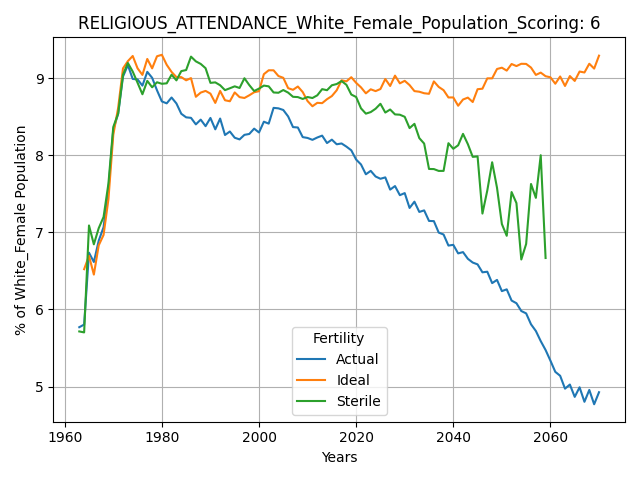 RELIGIOUS_ATTENDANCE_White_Female_Population_Scoring: 6
% of White_Female Population
9
8
7
6
5
Fertility
Actual
Ideal
Sterile
1960 1980 2000 2020 2040 2060
Years